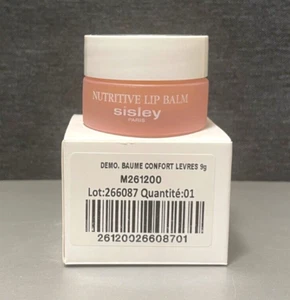 NUTRITIVE LIP BALM
sisley
PARIS
DEMO. BAUME CONFORT LEVRES 9g
M261200
Lot:266087 Quantité:01
26120026608701